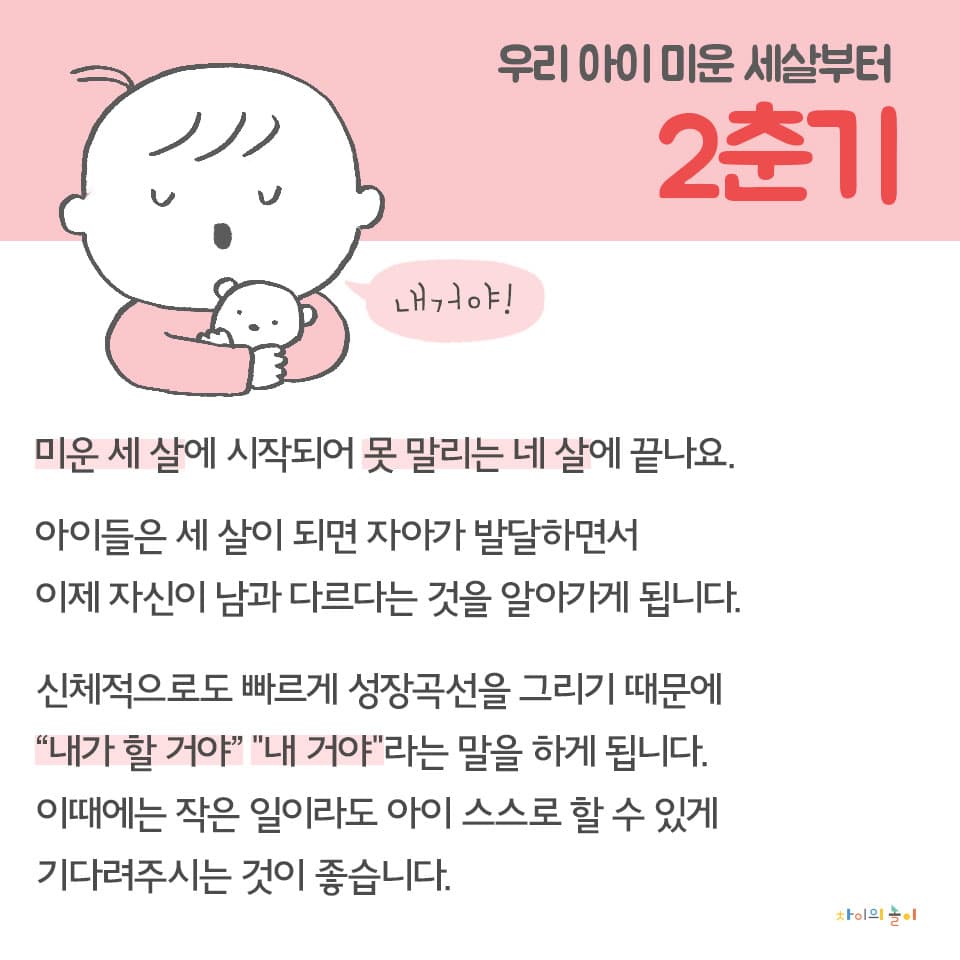 우리 아이 미운 세살부터
2춘기
내거야!
미운 세 살에 시작되어 못 말리는 네 살에 끝나요.
아이들은 세 살이 되면 자아가 발달하면서
이제 자신이 남과 다르다는 것을 알아가게 됩니다.
신체적으로도 빠르게 성장곡선을 그리기 때문에
“내가 할 거야” "내 거야"라는 말을 하게 됩니다.
이때에는 작은 일이라도 아이 스스로 할 수 있게
기다려주시는 것이 좋습니다.
차이의 놀이